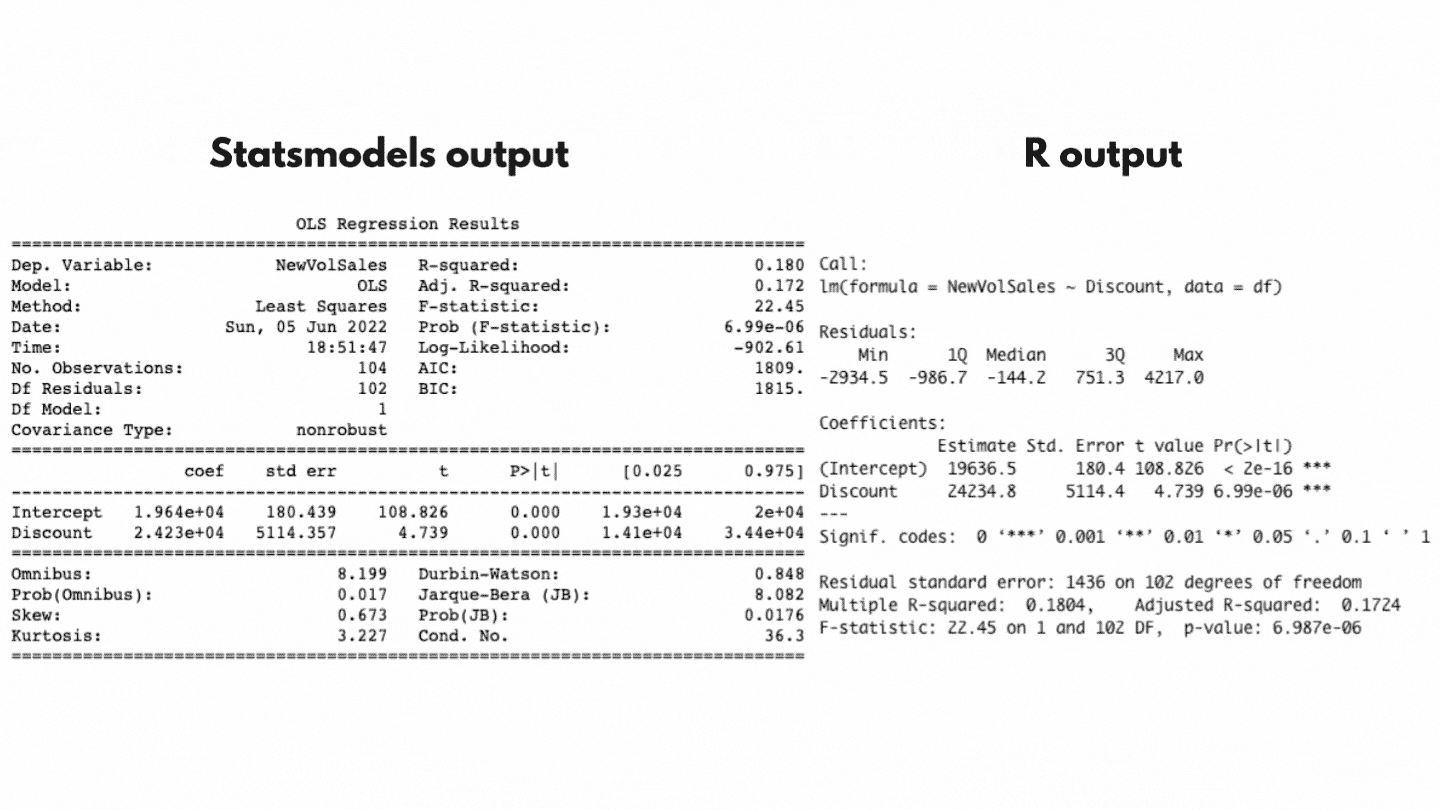 Statsmodels output
OLS Regression Results
==============================================================================
Dep. Variable: NewVolSales R-squared: 0.180
Model: OLS Adj. R-squared: 0.172
Method: Least Squares F-statistic: 22.45
Date: Sun, 05 Jun 2022 Prob (F-statistic): 6.99e-06
Time: 18:51:47 Log-Likelihood: -902.61
No. Observations: 104 AIC: 1809.
Df Residuals: 102 BIC: 1815.
Df Model: 1
Covariance Type: nonrobust
==============================================================================
coef std err t P>|t| [0.025 0.975]
------------------------------------------------------------------------------
Intercept 1.964e+04 180.439 108.826 0.000 1.93e+04 2e+04
Discount 2.423e+04 5114.357 4.739 0.000 1.41e+04 3.44e+04
==============================================================================
Omnibus: 8.199 Durbin-Watson: 0.848
Prob(Omnibus): 0.017 Jarque-Bera (JB): 8.082
Skew: 0.673 Prob(JB): 0.0176
Kurtosis: 3.227 Cond. No. 36.3
==============================================================================
R output
Call:
lm(formula = NewVolSales ~ Discount, data = df)
Residuals:
Min 1Q Median 3Q Max
-2934.5 -986.7 -144.2 751.3 4217.0
Coefficients:
Estimate Std. Error t value Pr(>|t|)
(Intercept) 19636.5 180.4 108.826 < 2e-16 ***
Discount 24234.8 5114.4 4.739 6.99e-06 ***
---
Signif. codes: 0 ‘***’ 0.001 ‘**’ 0.01 ‘*’ 0.05 ‘.’ 0.1 ‘ ’ 1
Residual standard error: 1436 on 102 degrees of freedom
Multiple R-squared: 0.1804, Adjusted R-squared: 0.1724
F-statistic: 22.45 on 1 and 102 DF, p-value: 6.987e-06